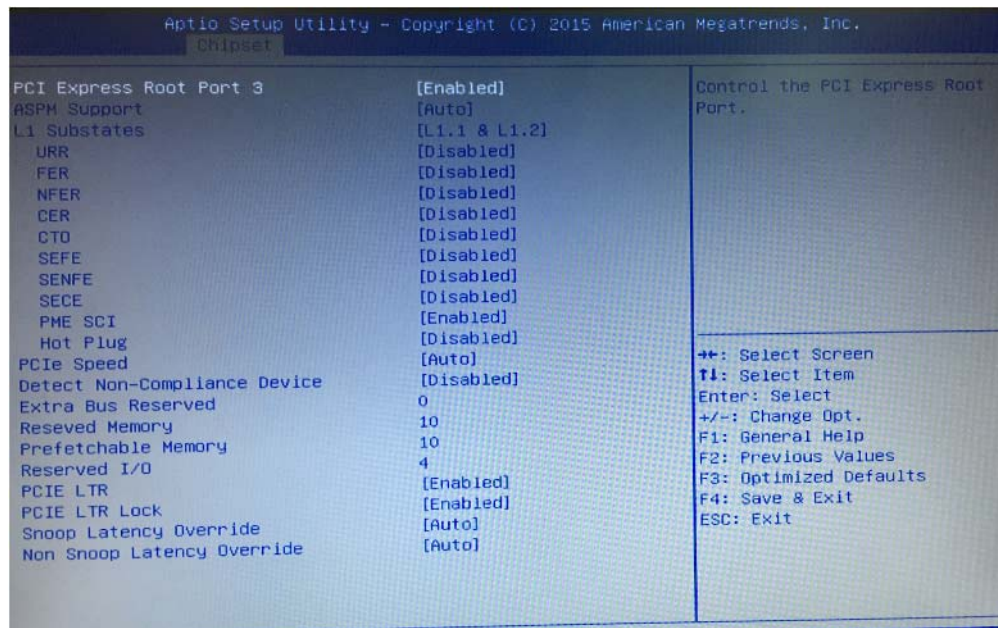 Aptio Setup Utility – Copyright (C) 2015 American Megatrends, Inc.
Chipset
PCI Express Root Port 3 [Enabled]
ASPM Support [Auto]
L1 Substates [L1.1 & L1.2]
URR [Disabled]
FER [Disabled]
NFER [Disabled]
CER [Disabled]
CTO [Disabled]
SEFE [Disabled]
SENFE [Disabled]
SECE [Disabled]
PME SCI [Enabled]
Hot Plug [Disabled]
PCIe Speed [Auto]
Detect Non-Compliance Device [Disabled]
Extra Bus Reserved 0
Reseved Memory 10
Prefetchable Memory 10
Reserved I/O 4
PCIE LTR [Enabled]
PCIE LTR Lock [Enabled]
Snoop Latency Override [Auto]
Non Snoop Latency Override [Auto]
Control the PCI Express Root
Port.
→←: Select Screen
↑↓: Select Item
Enter: Select
+/-: Change Opt.
F1: General Help
F2: Previous Values
F3: Optimized Defaults
F4: Save & Exit
ESC: Exit